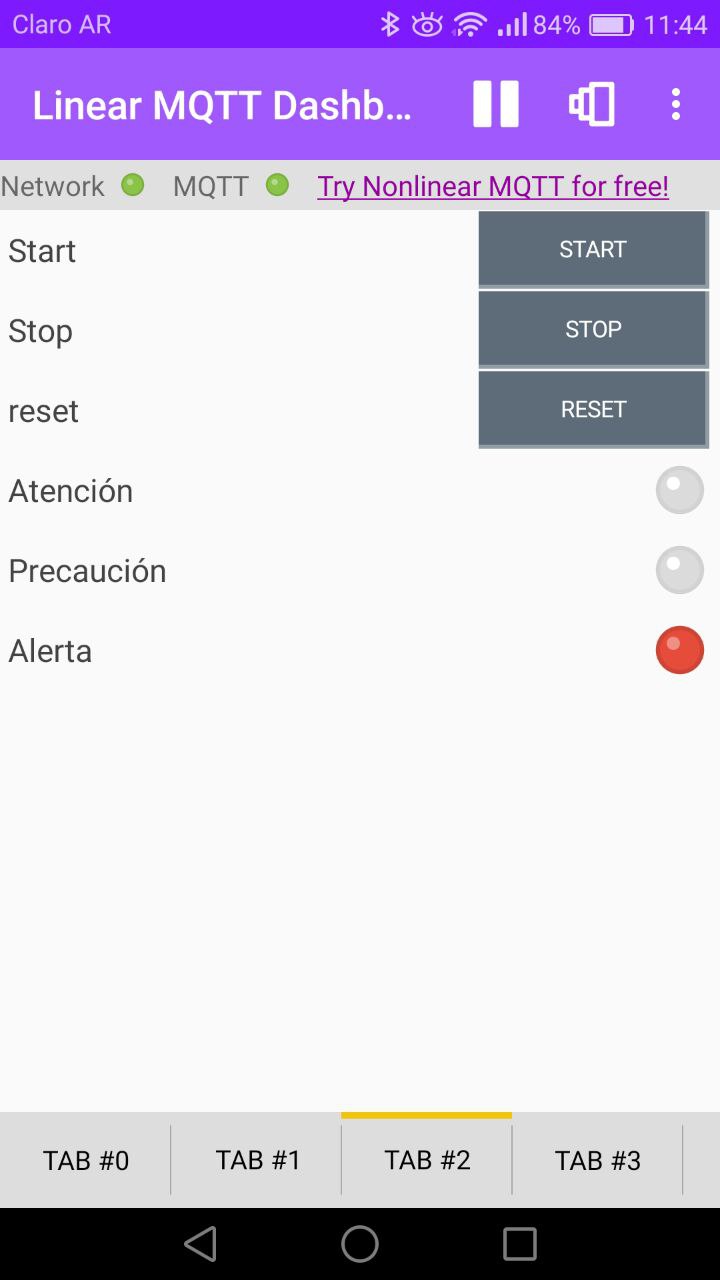 Claro AR 84% 11:44
Linear MQTT Dashb...
Network MQTT Try Nonlinear MQTT for free!
Start START
Stop STOP
reset RESET
Atención
Precaución
Alerta
TAB #0 TAB #1 TAB #2 TAB #3